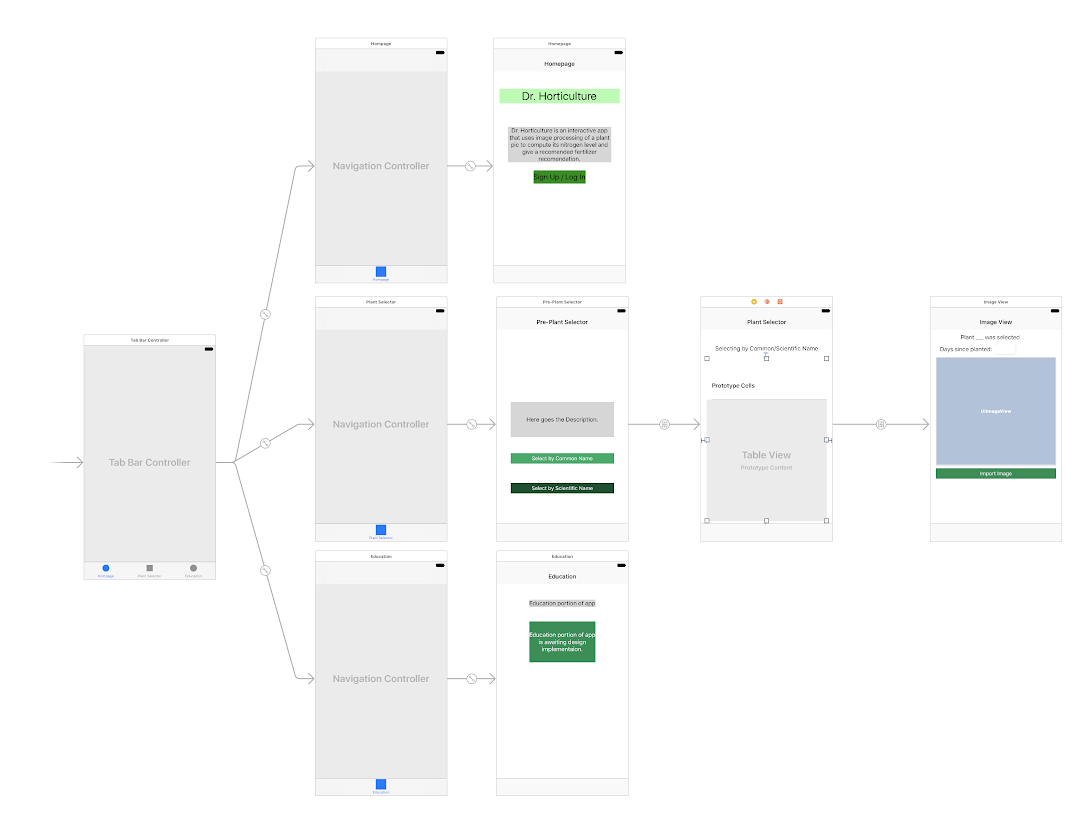 Hompage
Navigation Controller
Homepage
Homepage
Homepage
Dr. Horticulture
Dr. Horticulture is an interactive app
that uses image processing of a plant
pic to compute its nitrogen level and
give a recomended fertilizer
recomendation.
Sign Up / Log In
Tab Bar Controller
Tab Bar Controller
Homepage
Plant Selector
Education
Plant Selector
Navigation Controller
Plant Selector
Pre-Plant Selector
Pre-Plant Selector
Here goes the Description.
Select by Common Name
Select by Scientific Name
Plant Selector
Selecting by Common/Scientific Name
Prototype Cells
Table View
Prototype Content
Image View
Image View
Plant ___ was selected
Days since planted:
UIImageView
Import Image
Education
Navigation Controller
Education
Education
Education
Education portion of app
Education portion of app
is awaiting design
implementaion.